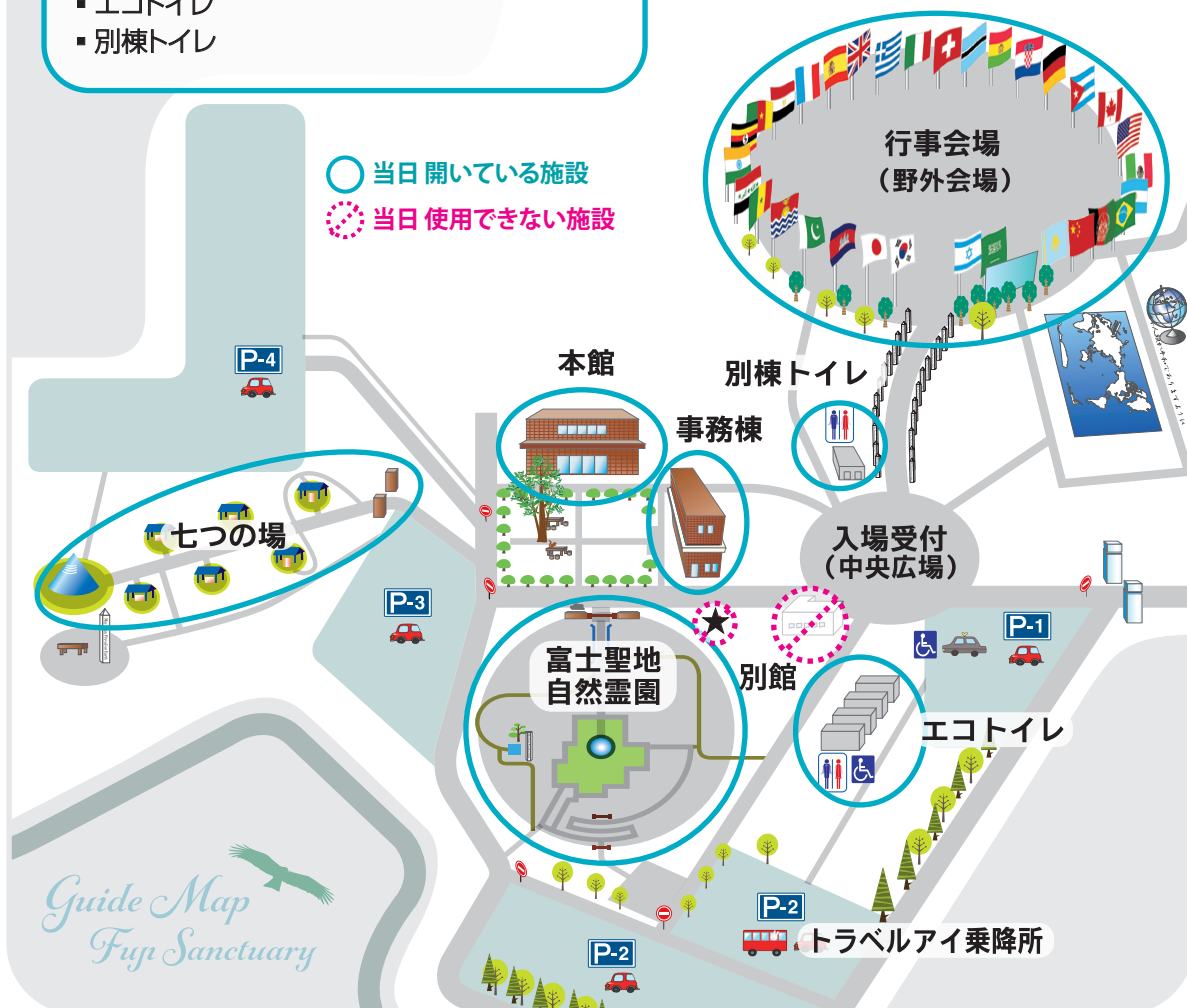 ▪ エコトイレ
▪ 別棟トイレ
当日 開いている施設
当日 使用できない施設
行事会場
（野外会場）
P-4
本館
別棟トイレ
事務棟
七つの場
入場受付
（中央広場）
P-3
P-1
富士聖地
自然霊園
別館
エコトイレ
P-2
トラベルアイ乗降所
P-2
Guide Map
Fuji Sanctuary